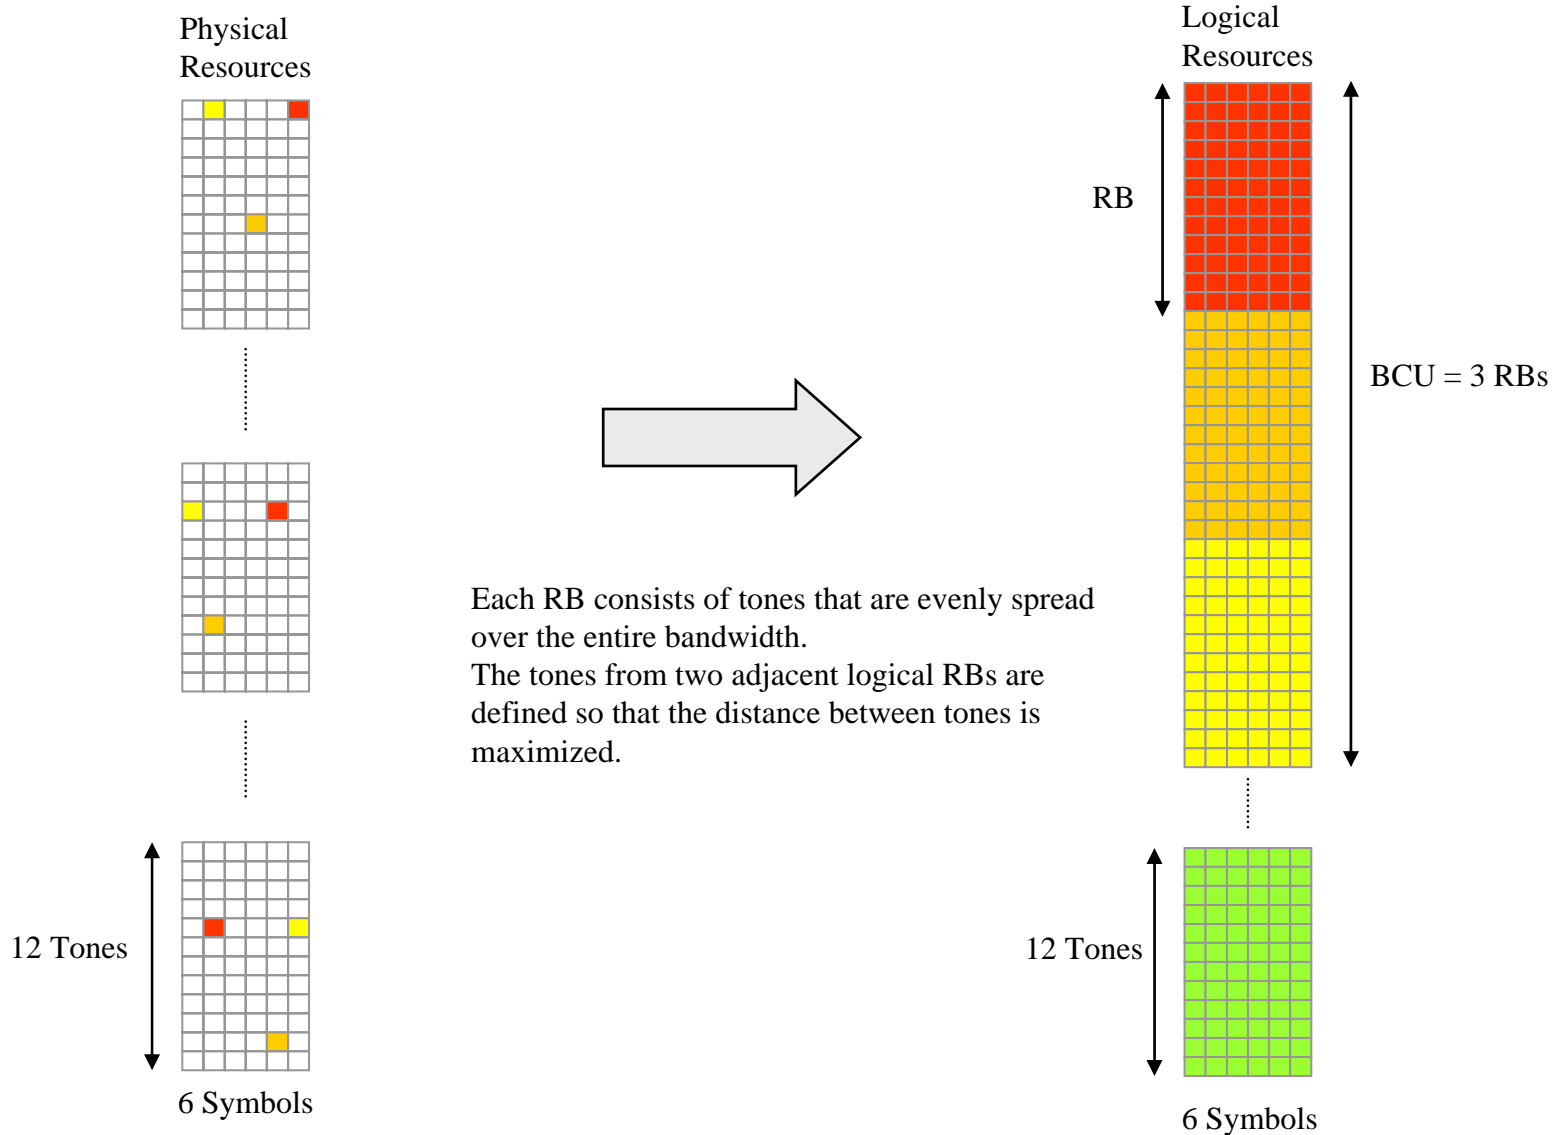 Physical
Resources
Logical
Resources
RB
BCU = 3 RBs
Each RB consists of tones that are evenly spread
over the entire bandwidth.
The tones from two adjacent logical RBs are
defined so that the distance between tones is
maximized.
12 Tones
12 Tones
6 Symbols
6 Symbols